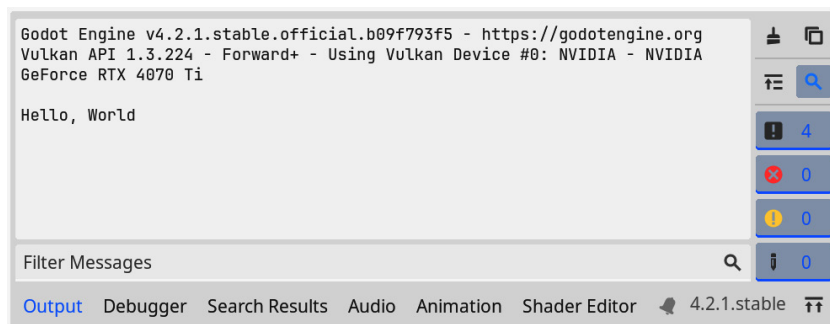 Godot Engine v4.2.1.stable.official.b09f793f5 - https://godotengine.org
Vulkan API 1.3.224 - Forward+ - Using Vulkan Device #0: NVIDIA - NVIDIA
GeForce RTX 4070 Ti
Hello, World
4
0
0
Filter Messages
0
Output Debugger Search Results Audio Animation Shader Editor 4.2.1.stable